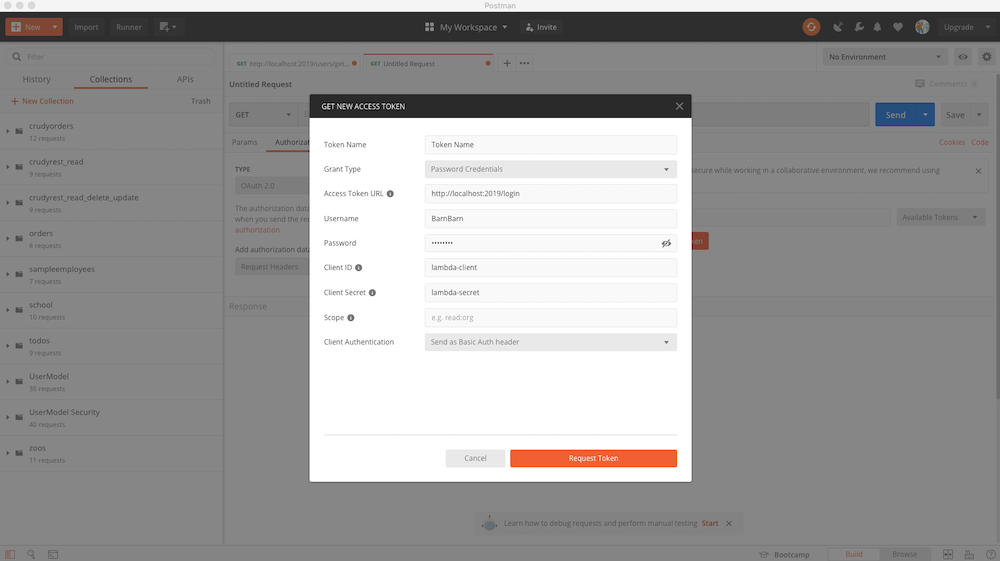 Postman
New
Import
Runner
My Workspace
Invite
Upgrade
Filter
History
Collections
APIs
+ New Collection
Trash
crudyorders
12 requests
crudyrest_read
9 requests
crudyrest_read_delete_update
9 requests
orders
8 requests
sampleemployees
7 requests
school
10 requests
todos
9 requests
UserModel
requests
UserModel Security
40 requests
zoos
11 requests
GET http://localhost:2019/users/get...
GET Untitled Request
No Environment
Untitled Request
Comments
GET
Send
Save
Params
Authorizat
Cookies
Code
TYPE
OAuth 2.0
The authorization data
when you send the re
authorization
Add authorization data
Request Headers
secure while working in a collaborative environment, we recommend using
Available Tokens
Response
GET NEW ACCESS TOKEN
Token Name
Token Name
Grant Type
Password Credentials
Access Token URL
http://localhost:2019/login
Username
BarnBarn
Password
••••••••
Client ID
lambda-client
Client Secret
lambda-secret
Scope
e.g. read:org
Client Authentication
Send as Basic Auth header
Cancel
Request Token
Learn how to debug requests and perform manual testing
Start
Bootcamp
Build
Browse